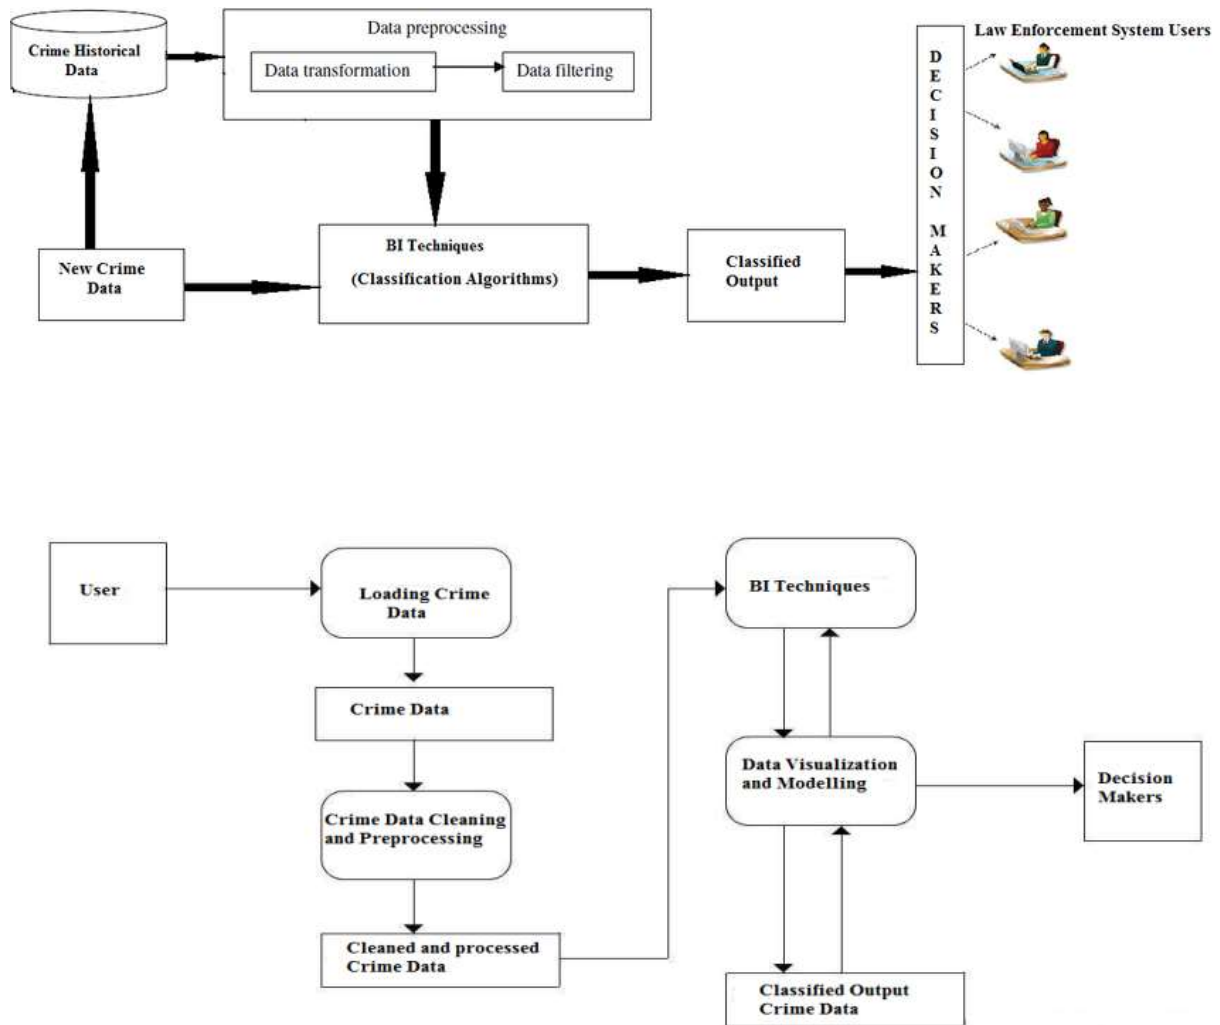 Crime Historical
Data
Data preprocessing
Data transformation
Data filtering
Law Enforcement System Users
DECISION MAKERS
New Crime
Data
BI Techniques
(Classification Algorithms)
Classified
Output
User
Loading Crime
Data
Crime Data
Crime Data Cleaning
and Preprocessing
Cleaned and processed
Crime Data
BI Techniques
Data Visualization
and Modelling
Decision
Makers
Classified Output
Crime Data